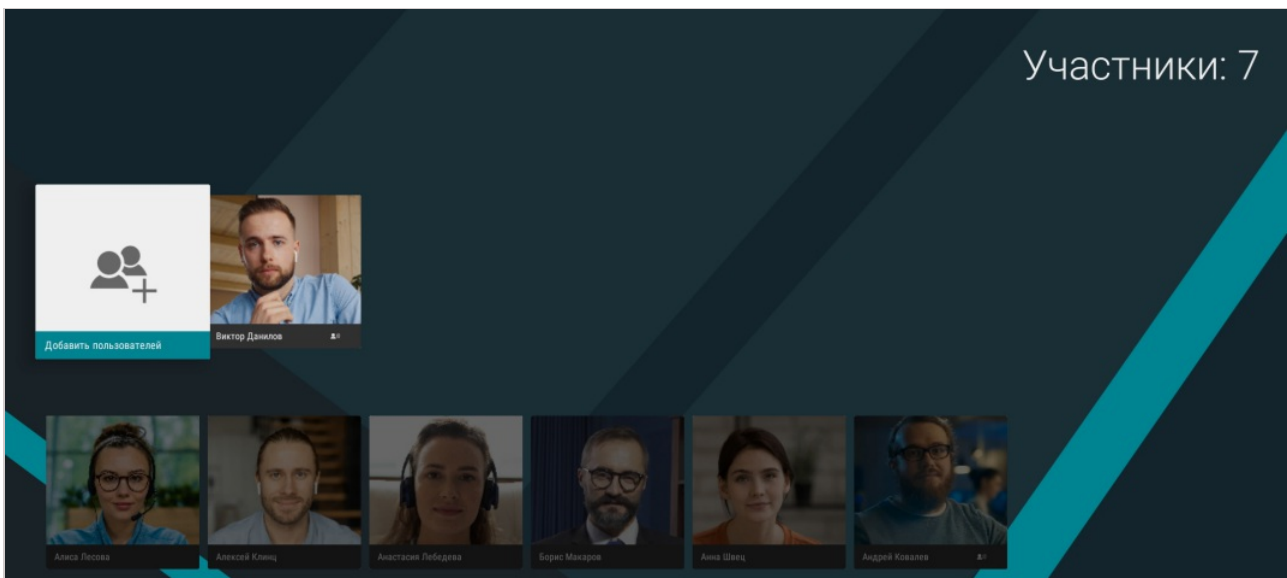 Участники: 7
Добавить пользователей
Виктор Данилов
Алиса Лесова
Алексей Клинц
Анастасия Лебедева
Борис Макаров
Анна Швец
Андрей Ковалев